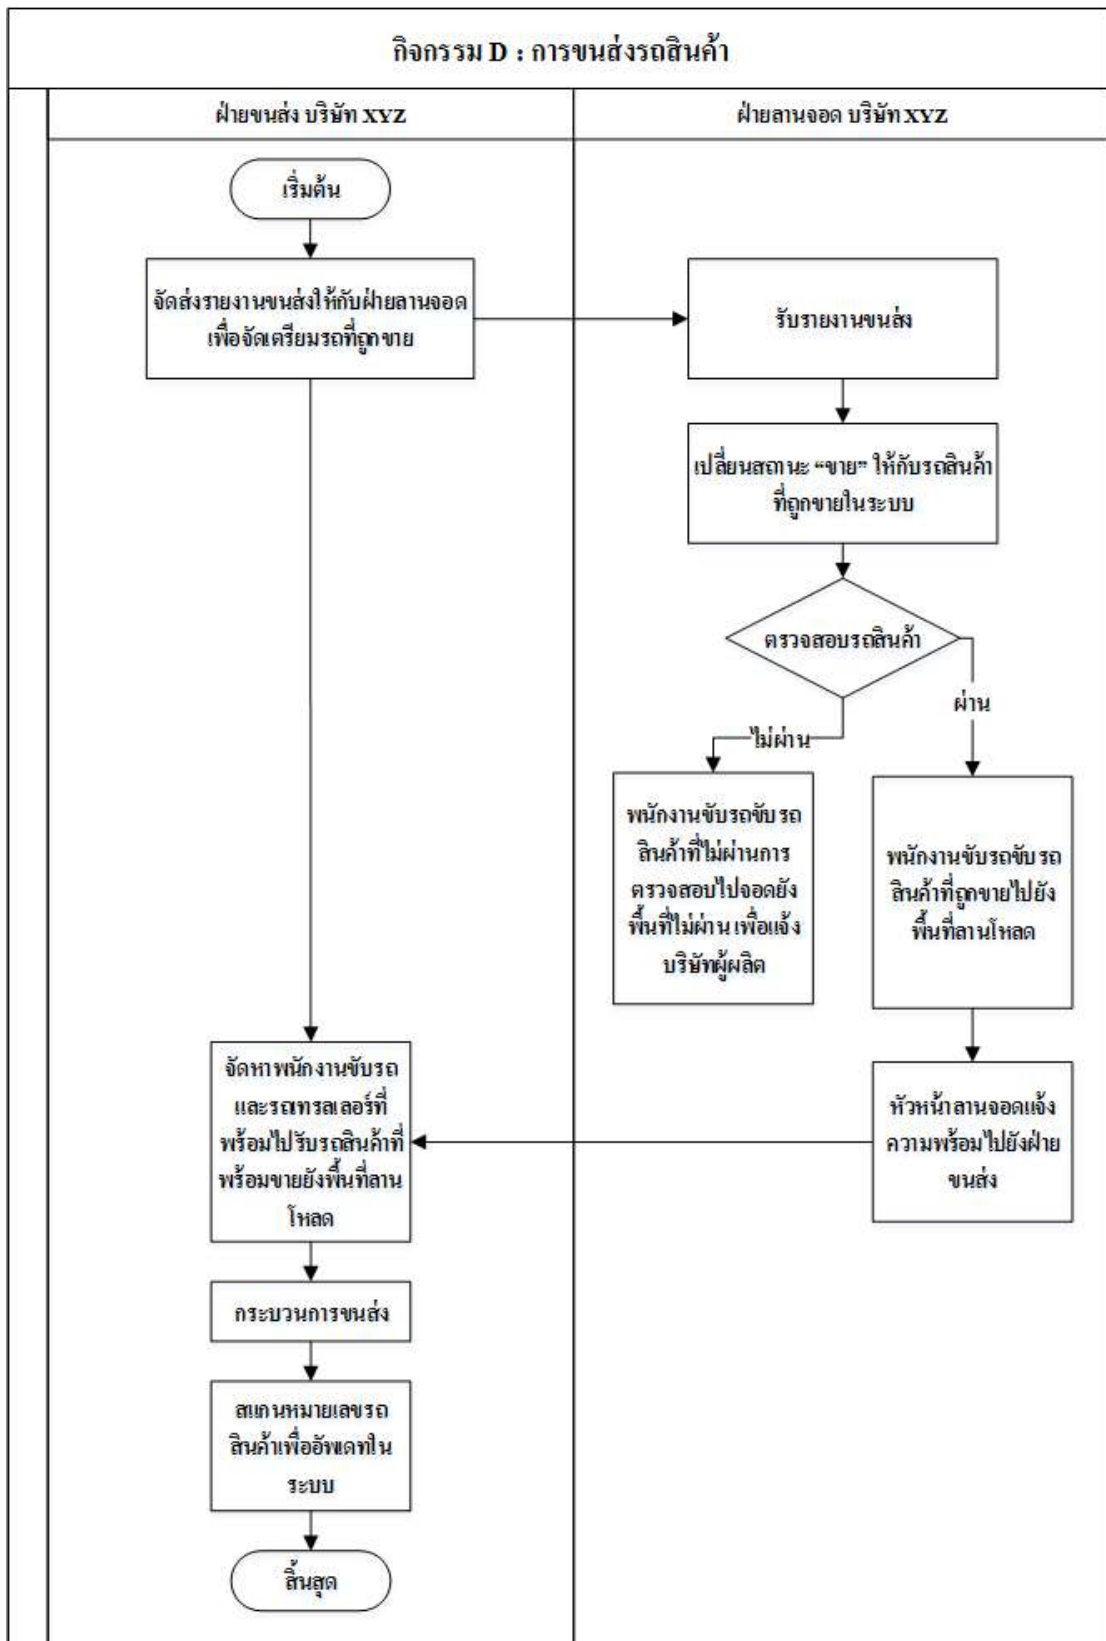 กิจกรรม D : การขนส่งรถสินค้า
ฝ่ายขนส่ง บริษัท XYZ
ฝ่ายลานจอด บริษัท XYZ
เริ่มต้น
จัดส่งรายงานขนส่งให้กับฝ่ายลานจอด
เพื่อจัดเตรียมรถที่ถูกขาย
รับรายงานขนส่ง
เปลี่ยนสถานะ “ขาย” ให้กับรถสินค้า
ที่ถูกขายในระบบ
ตรวจสอบรถสินค้า
ผ่าน
ไม่ผ่าน
พนักงานขับรถขับรถ
สินค้าที่ไม่ผ่านการ
ตรวจสอบไปจอดยัง
พื้นที่ไม่ผ่าน เพื่อแจ้ง
บริษัทผู้ผลิต
พนักงานขับรถขับรถ
สินค้าที่ถูกขายไปยัง
พื้นที่ลานโหลด
หัวหน้าลานจอดแจ้ง
ความพร้อมไปยังฝ่าย
ขนส่ง
จัดหาพนักงานขับรถ
และรถเทรลเลอร์ที่
พร้อมไปรับรถสินค้าที่
พร้อมขายยังพื้นที่ลาน
โหลด
กระบวนการขนส่ง
สแกนหมายเลขรถ
สินค้าเพื่ออัพเดทใน
ระบบ
สิ้นสุด